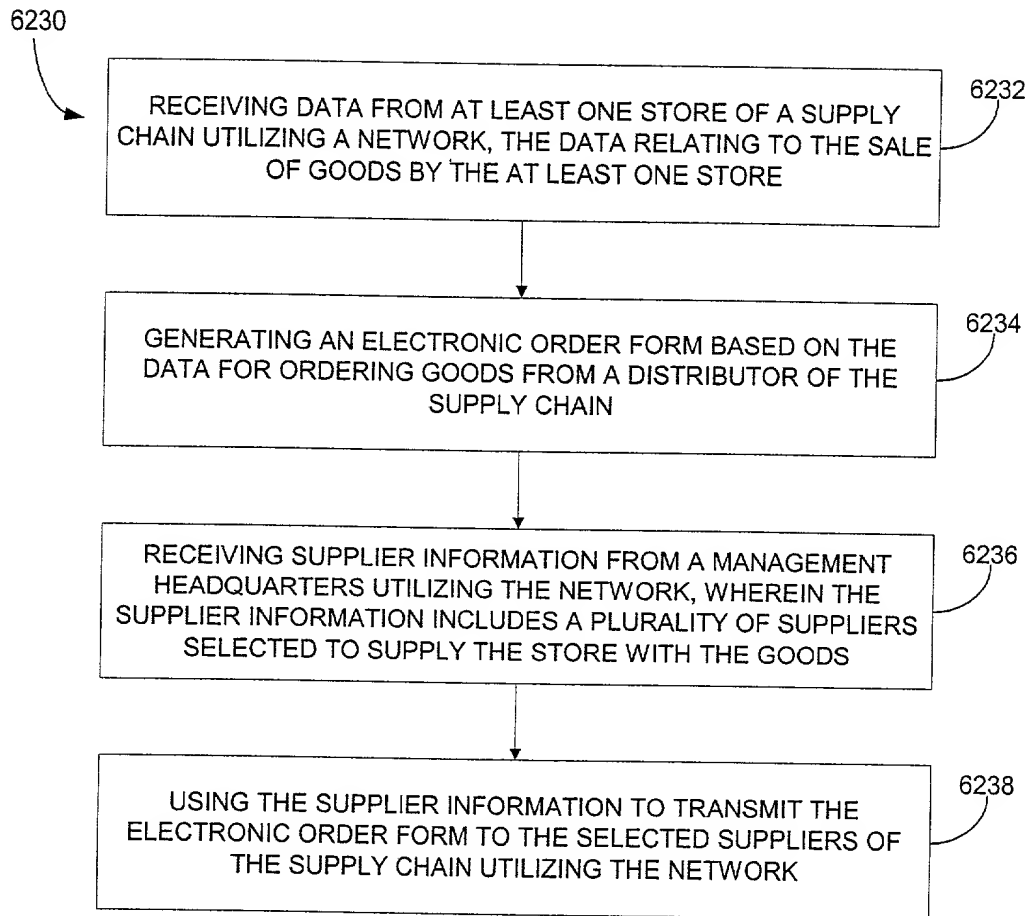 6230
RECEIVING DATA FROM AT LEAST ONE STORE OF A SUPPLY
CHAIN UTILIZING A NETWORK, THE DATA RELATING TO THE SALE
OF GOODS BY THE AT LEAST ONE STORE
6232
GENERATING AN ELECTRONIC ORDER FORM BASED ON THE
DATA FOR ORDERING GOODS FROM A DISTRIBUTOR OF THE
SUPPLY CHAIN
6234
RECEIVING SUPPLIER INFORMATION FROM A MANAGEMENT
HEADQUARTERS UTILIZING THE NETWORK, WHEREIN THE
SUPPLIER INFORMATION INCLUDES A PLURALITY OF SUPPLIERS
SELECTED TO SUPPLY THE STORE WITH THE GOODS
6236
USING THE SUPPLIER INFORMATION TO TRANSMIT THE
ELECTRONIC ORDER FORM TO THE SELECTED SUPPLIERS OF
THE SUPPLY CHAIN UTILIZING THE NETWORK
6238